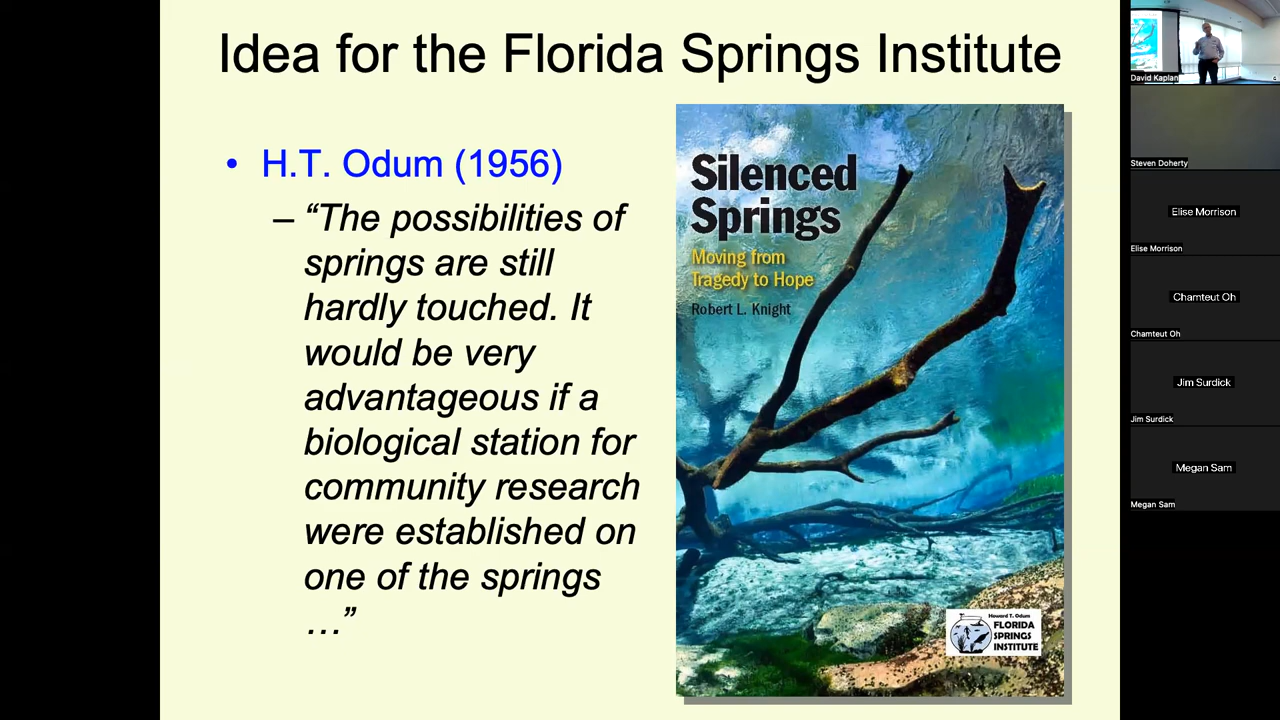 Idea for the Florida Springs Institute
• H.T. Odum (1956)
– “The possibilities of
springs are still
hardly touched. It
would be very
advantageous if a
biological station for
community research
were established on
one of the springs
…”
Silenced
Springs
Moving from
Tragedy to Hope
Robert L. Knight
Howard T. Odum
FLORIDA
SPRINGS
INSTITUTE
David Kaplan
Steven Doherty
Elise Morrison
Elise Morrison
Chamteut Oh
Chamteut Oh
Jim Surdick
Jim Surdick
Megan Sam
Megan Sam